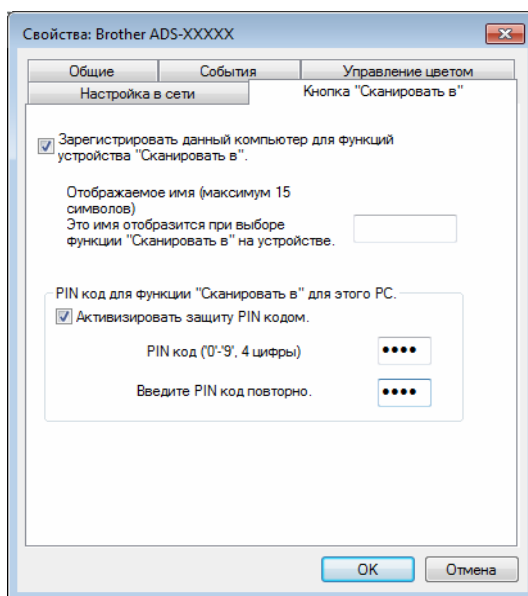 Свойства: Brother ADS-XXXXX
Общие
События
Управление цветом
Настройка в сети
Кнопка "Сканировать в"
Зарегистрировать данный компьютер для функций
устройства "Сканировать в".
Отображаемое имя (максимум 15
символов)
Это имя отобразится при выборе
функции "Сканировать в" на устройстве.
PIN код для функции "Сканировать в" для этого PC.
Активизировать защиту PIN кодом.
PIN код ('0'-'9', 4 цифры)
••••
Введите PIN код повторно.
••••
OK
Отмена